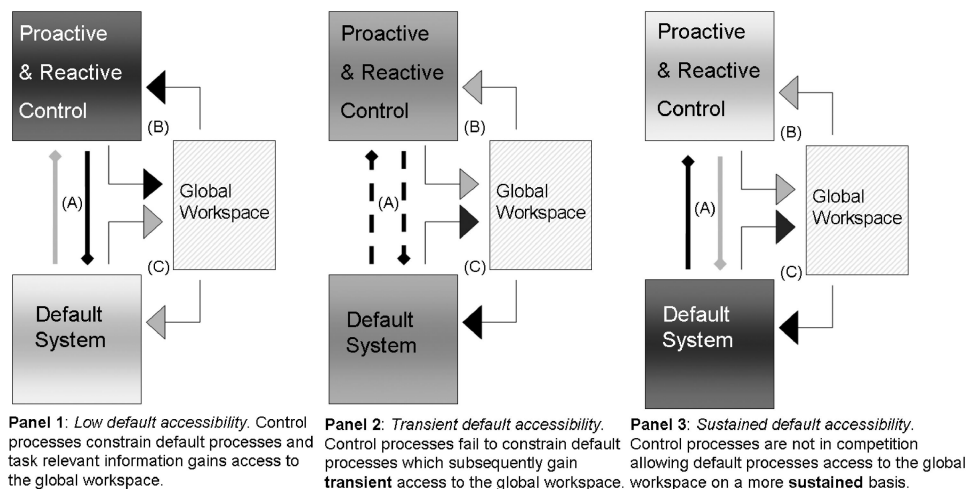 Proactive
& Reactive
Control
(B)
(A)
Global
Workspace
(C)
Default
System
Panel 1: Low default accessibility. Control
processes constrain default processes and
task relevant information gains access to
the global workspace.
Proactive
& Reactive
Control
(B)
(A)
Global
Workspace
(C)
Default
System
Panel 2: Transient default accessibility.
Control processes fail to constrain default
processes which subsequently gain
transient access to the global workspace.
Proactive
& Reactive
Control
(B)
(A)
Global
Workspace
(C)
Default
System
Panel 3: Sustained default accessibility.
Control processes are not in competition
allowing default processes access to the global
workspace on a more sustained basis.